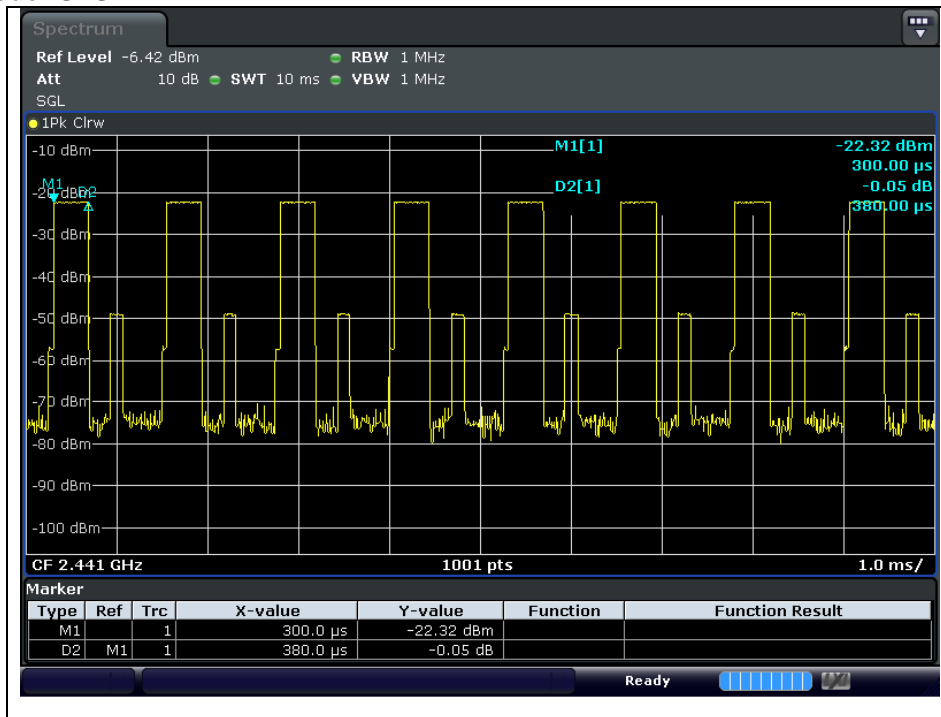 Spectrum
Ref Level -6.42 dBm RBW 1 MHz
Att 10 dB SWT 10 ms VBW 1 MHz
SGL
1Pk Clrw
-10 dBm M1[1] -22.32 dBm
300.00 µs
M1 D2
-20 dBm D2[1] -0.05 dB
380.00 µs
-30 dBm
-40 dBm
-50 dBm
-60 dBm
-70 dBm
-80 dBm
-90 dBm
-100 dBm
CF 2.441 GHz 1001 pts 1.0 ms/
Marker
Type Ref Trc X-value Y-value Function Function Result
M1 1 300.0 µs -22.32 dBm
D2 M1 1 380.0 µs -0.05 dB
Ready